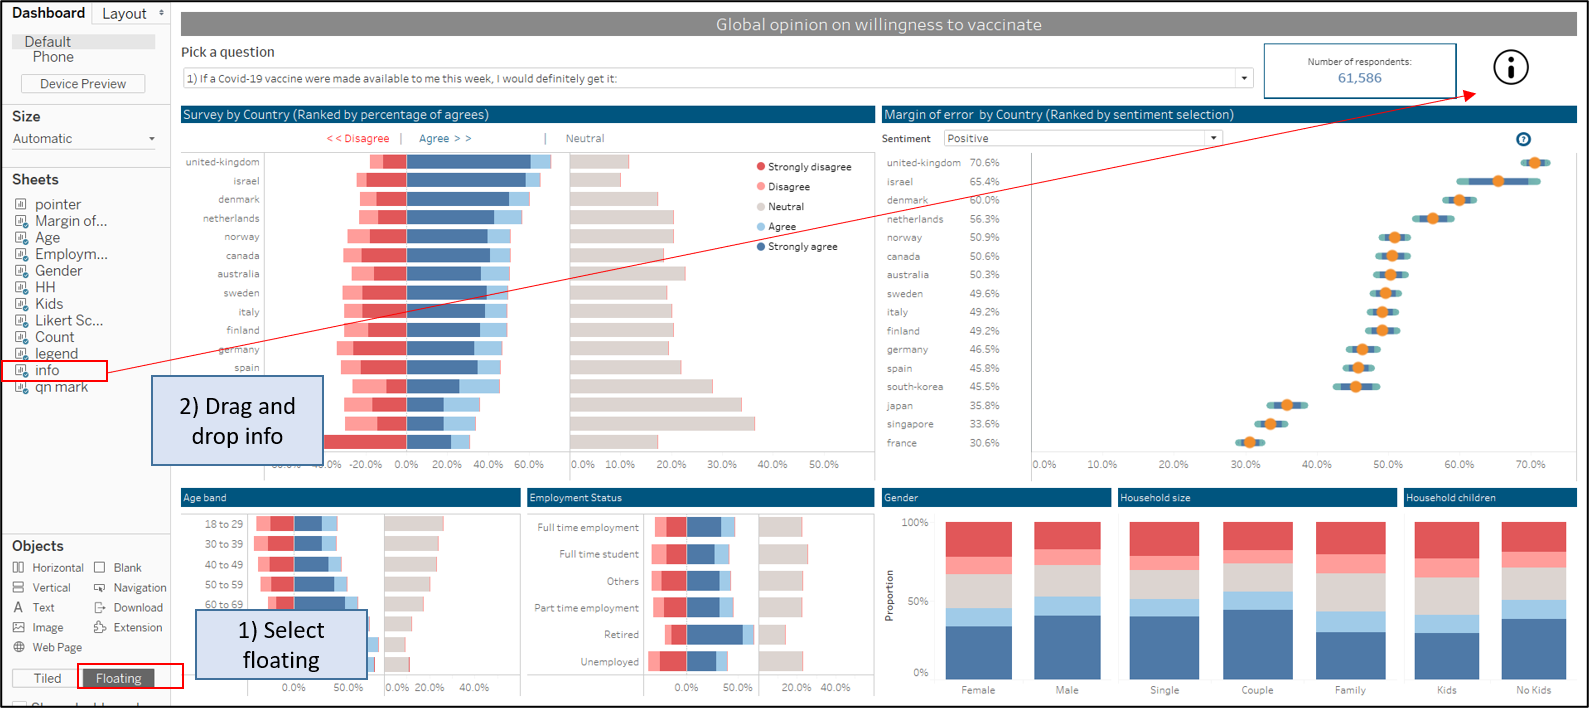 Dashboard
Layout
Default
Phone
Device Preview
Size
Automatic
Sheets
pointer
Margin of...
Age
Employm...
Gender
HH
Kids
Likert Sc...
Count
legend
info
qn mark
Objects
Horizontal
Blank
Vertical
Navigation
Text
Download
Image
Extension
Web Page
Tiled
Floating
Global opinion on willingness to vaccinate
Pick a question
1) If a Covid-19 vaccine were made available to me this week, I would definitely get it:
Number of respondents:
61,586
Survey by Country (Ranked by percentage of agrees)
<< Disagree | Agree >> | Neutral
united-kingdom
israel
denmark
netherlands
norway
canada
australia
sweden
italy
finland
germany
spain
Strongly disagree
Disagree
Neutral
Agree
Strongly agree
-20.0% 0.0% 20.0% 40.0% 60.0%
0.0% 10.0% 20.0% 30.0% 40.0% 50.0%
2) Drag and
drop info
Margin of error by Country (Ranked by sentiment selection)
Sentiment
Positive
?
united-kingdom 70.6%
israel 65.4%
denmark 60.0%
netherlands 56.3%
norway 50.9%
canada 50.6%
australia 50.3%
sweden 49.6%
italy 49.2%
finland 49.2%
germany 46.5%
spain 45.8%
south-korea 45.5%
japan 35.8%
singapore 33.6%
france 30.6%
0.0% 10.0% 20.0% 30.0% 40.0% 50.0% 60.0% 70.0%
Age band
18 to 29
30 to 39
40 to 49
50 to 59
60 to 69
0.0% 50.0%
0.0% 20.0% 40.0%
1) Select
floating
Employment Status
Full time employment
Full time student
Others
Part time employment
Retired
Unemployed
0.0% 50.0%
20.0% 40.0%
Gender
Household size
Household children
Proportion
100%
50%
0%
Female
Male
Single
Couple
Family
Kids
No Kids